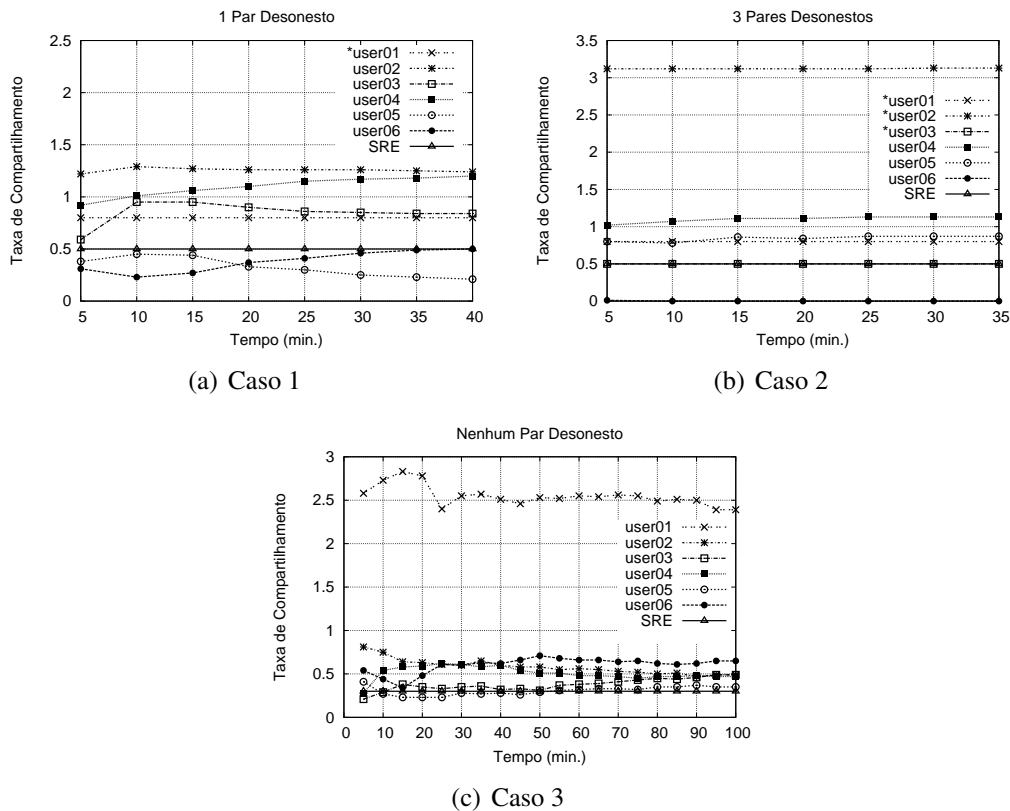 1 Par Desonesto
Taxa de Compartilhamento
2.5
2
1.5
1
0.5
0
*user01
user02
user03
user04
user05
user06
SRE
5 10 15 20 25 30 35 40
Tempo (min.)
(a) Caso 1
3 Pares Desonestos
Taxa de Compartilhamento
3.5
3
2.5
2
1.5
1
0.5
0
*user01
*user02
*user03
user04
user05
user06
SRE
5 10 15 20 25 30 35
Tempo (min.)
(b) Caso 2
Nenhum Par Desonesto
Taxa de Compartilhamento
3
2.5
2
1.5
1
0.5
0
user01
user02
user03
user04
user05
user06
SRE
0 10 20 30 40 50 60 70 80 90 100
Tempo (min.)
(c) Caso 3